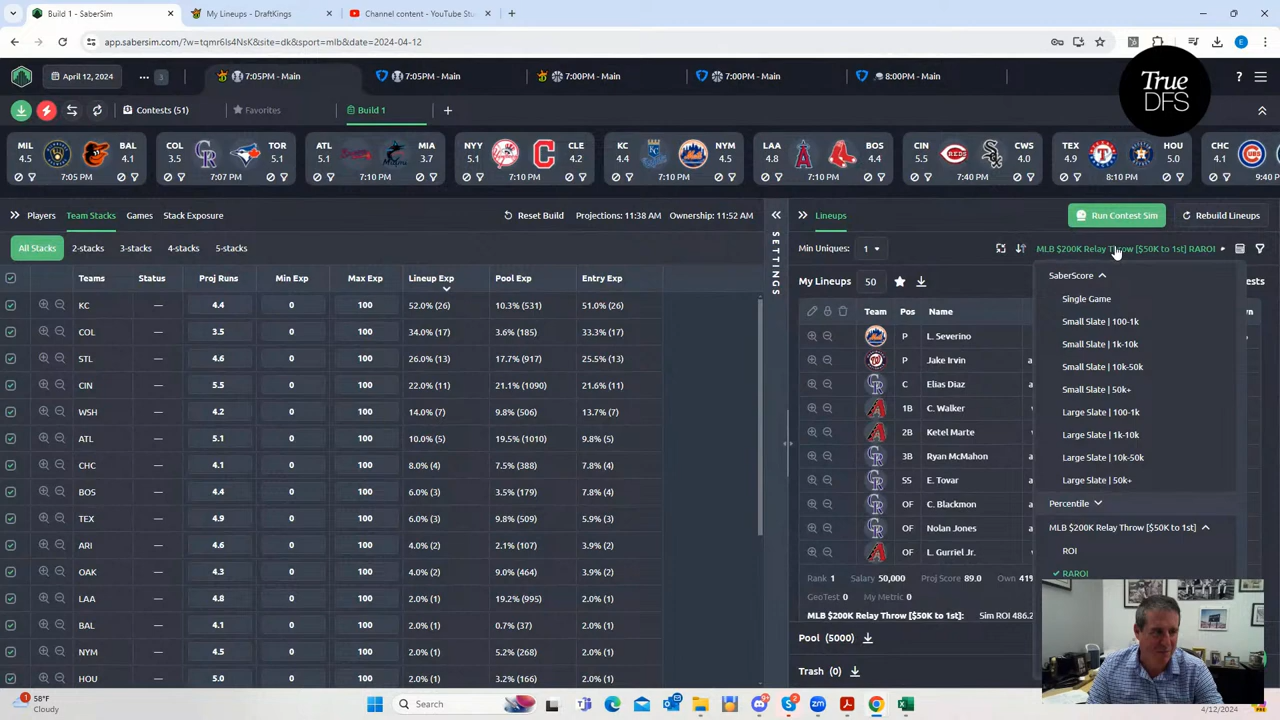 Build 1 - SaberSim
My Lineups - DraftKings
Channel content - YouTube Stu
app.sabersim.com/?w=tqmr6ls4NsK&site=dk&sport=mlb&date=2024-04-12
April 12, 2024
3
7:05PM - Main
7:05PM - Main
7:00PM - Main
7:00PM - Main
8:00PM - Main
True
DFS
Contests (51)
Favorites
Build 1
MIL BAL
4.5 4.1
7:05 PM
COL TOR
3.5 5.1
7:07 PM
ATL MIA
5.1 3.7
7:10 PM
NYY CLE
5.1 4.2
7:10 PM
KC NYM
4.4 4.5
7:10 PM
LAA BOS
4.8 4.4
7:10 PM
CIN CWS
5.5 4.0
7:40 PM
TEX HOU
4.9 5.0
8:10 PM
CHC
4.1
9:40 P
Players Team Stacks Games Stack Exposure
Reset Build Projections: 11:38 AM Ownership: 11:52 AM
All Stacks 2-stacks 3-stacks 4-stacks 5-stacks
Teams Status Proj Runs Min Exp Max Exp Lineup Exp Pool Exp Entry Exp
KC — 4.4 0 100 52.0% (26) 10.3% (531) 51.0% (26)
COL — 3.5 0 100 34.0% (17) 3.6% (185) 33.3% (17)
STL — 4.6 0 100 26.0% (13) 17.7% (917) 25.5% (13)
CIN — 5.5 0 100 22.0% (11) 21.1% (1090) 21.6% (11)
WSH — 4.2 0 100 14.0% (7) 9.8% (506) 13.7% (7)
ATL — 5.1 0 100 10.0% (5) 19.5% (1010) 9.8% (5)
CHC — 4.1 0 100 8.0% (4) 7.5% (388) 7.8% (4)
BOS — 4.4 0 100 6.0% (3) 3.5% (179) 7.8% (4)
TEX — 4.9 0 100 6.0% (3) 9.8% (509) 5.9% (3)
ARI — 4.6 0 100 4.0% (2) 2.1% (107) 3.9% (2)
OAK — 4.3 0 100 4.0% (2) 9.0% (464) 3.9% (2)
LAA — 4.8 0 100 2.0% (1) 19.2% (995) 2.0% (1)
BAL — 4.1 0 100 2.0% (1) 0.7% (37) 2.0% (1)
NYM — 4.5 0 100 2.0% (1) 5.2% (268) 2.0% (1)
HOU — 5.0 0 100 2.0% (1) 3.2% (166) 2.0% (1)
SETTINGS
Lineups
Run Contest Sim
Rebuild Lineups
Min Uniques: 1
MLB $200K Relay Throw [$50K to 1st] RAROI
My Lineups 50
Team Pos Name
P L. Severino
P Jake Irvin
C Elias Diaz
1B C. Walker
2B Ketel Marte
3B Ryan McMahon
SS E. Tovar
OF C. Blackmon
OF Nolan Jones
OF L. Gurriel Jr.
Rank 1 Salary 50,000 Proj Score 89.0 Own 41%
GeoTest 0 My Metric 0
MLB $200K Relay Throw [$50K to 1st]: Sim ROI 486.2
Pool (5000)
Trash (0)
SaberScore
Single Game
Small Slate | 100-1k
Small Slate | 1k-10k
Small Slate | 10k-50k
Small Slate | 50k+
Large Slate | 100-1k
Large Slate | 1k-10k
Large Slate | 10k-50k
Large Slate | 50k+
Percentile
MLB $200K Relay Throw [$50K to 1st]
ROI
RAROI
58°F
Cloudy
Search
4/12/2024